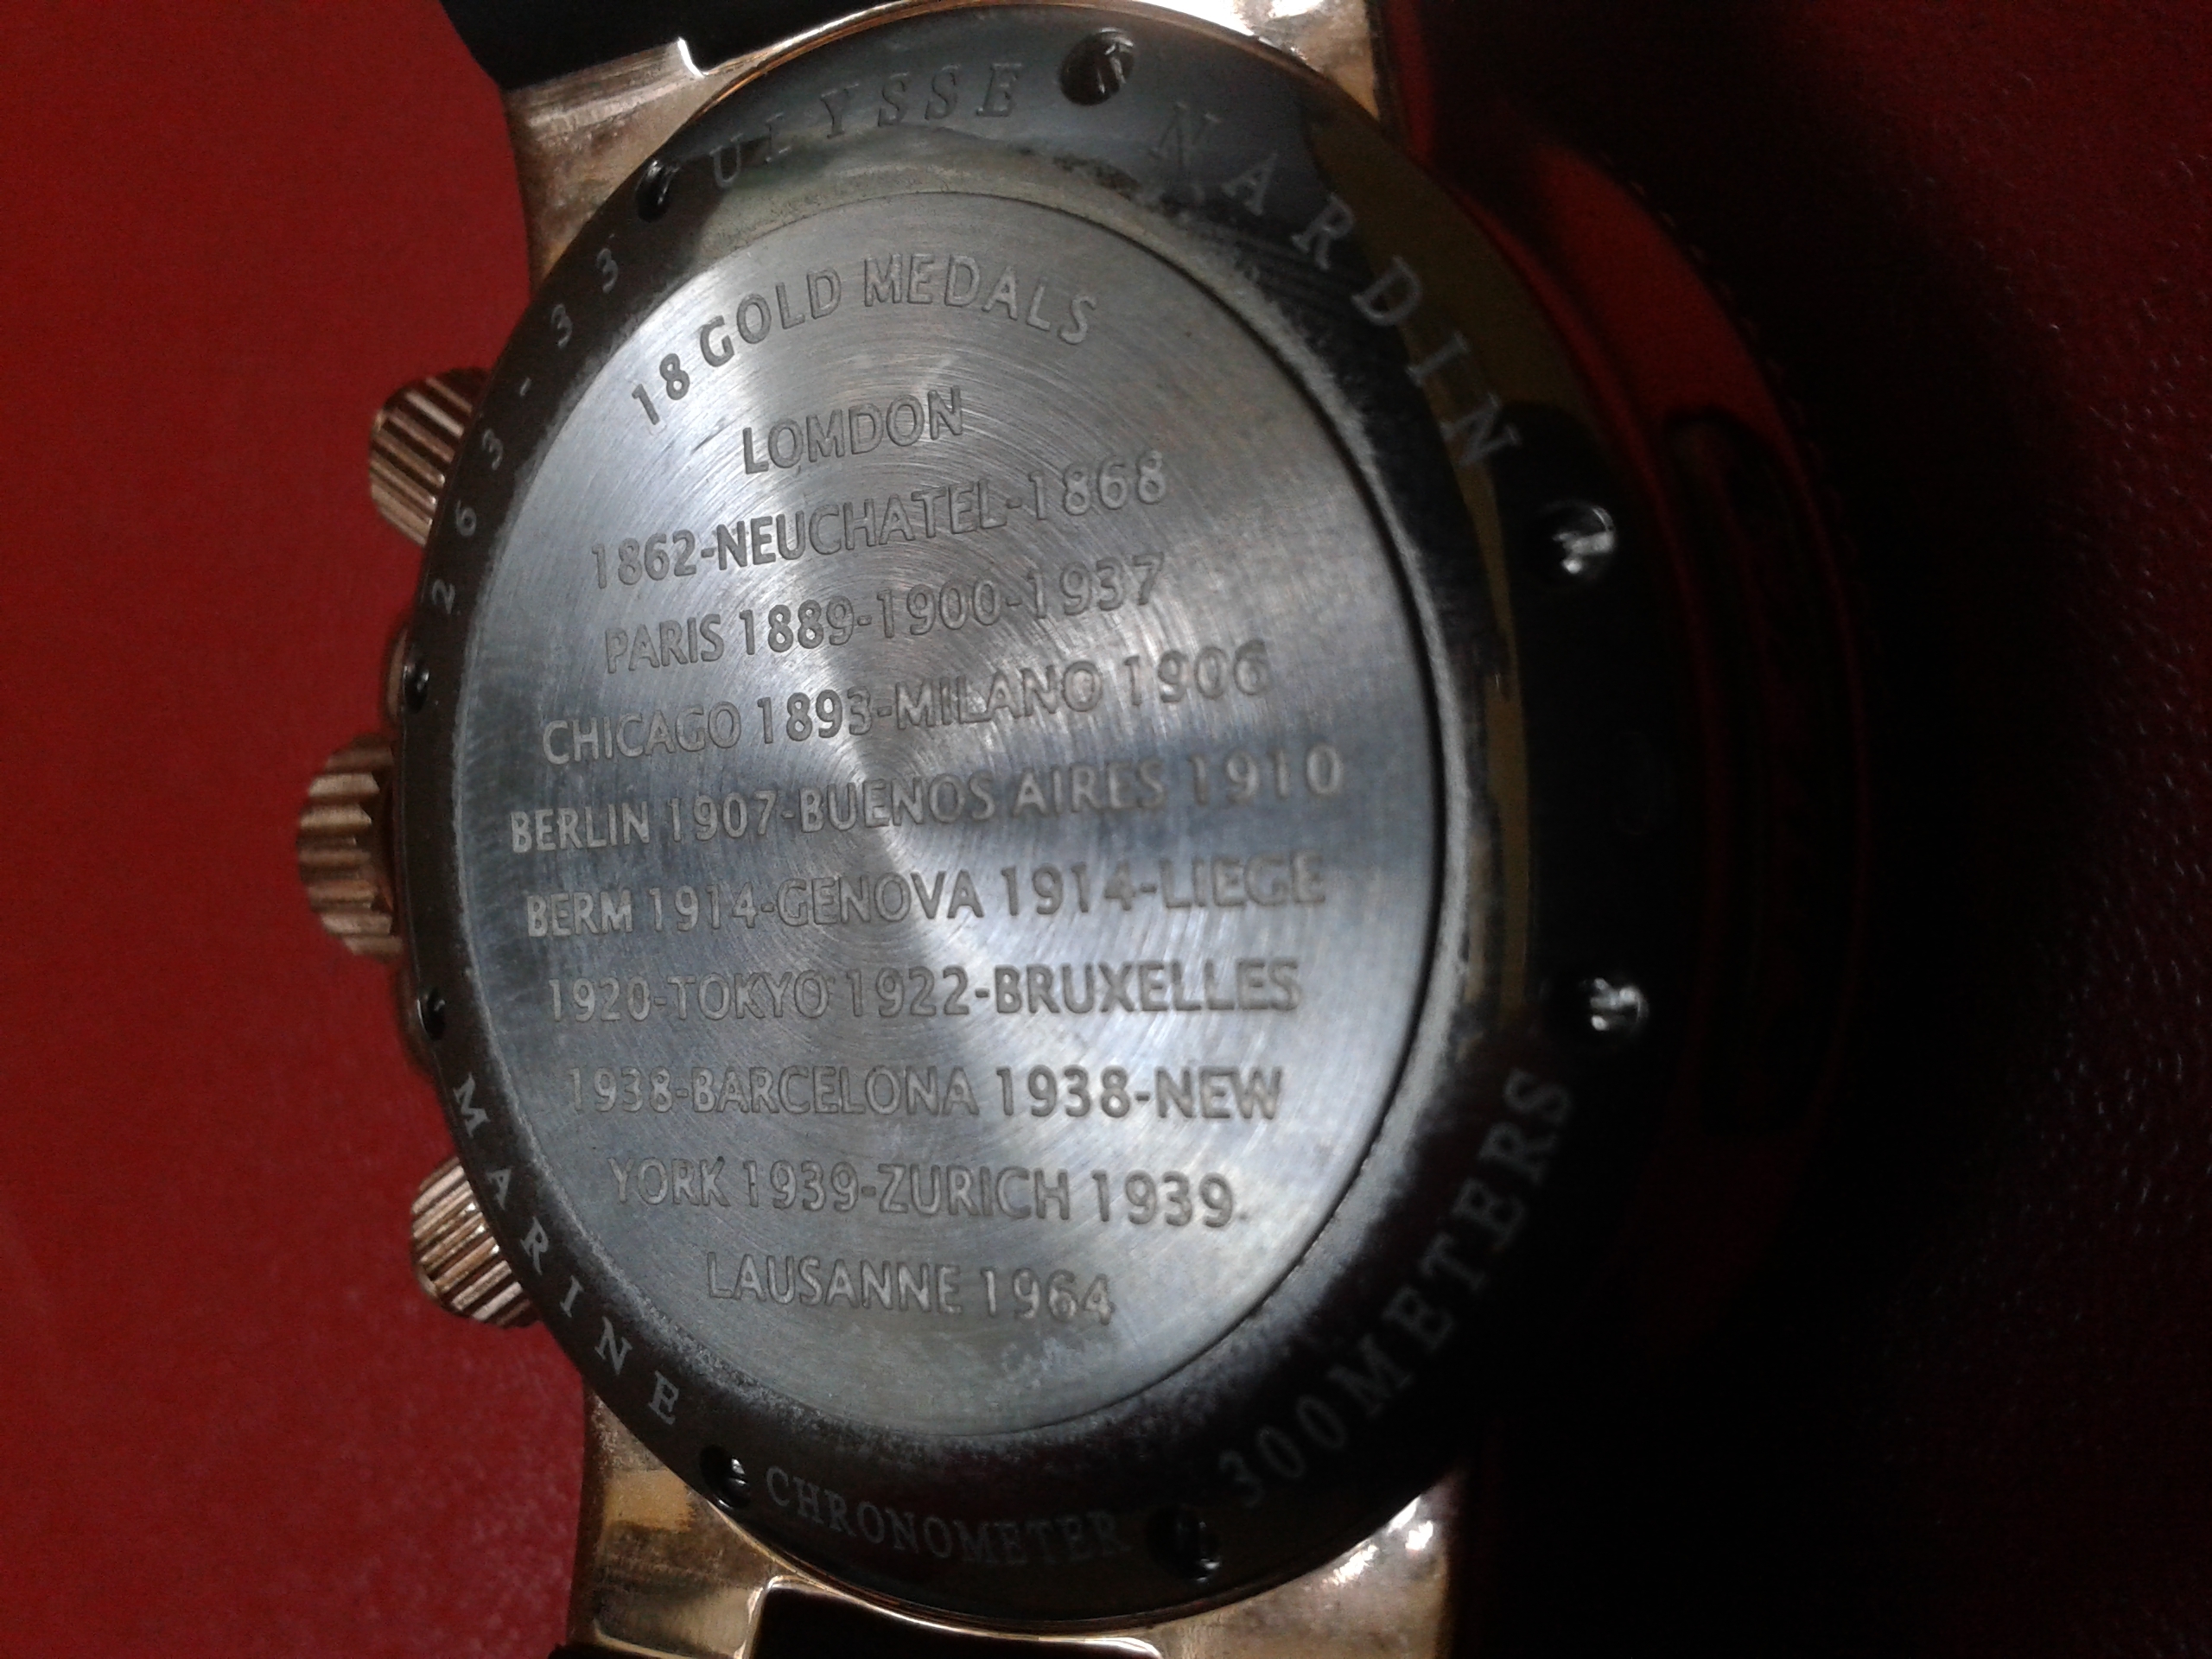 ULYSSE NARDIN
18 GOLD MEDALS
LOMDON
1862-NEUCHATEL-1868
PARIS 1889-1900-1937
CHICAGO 1893-MILANO 1906
BERLIN 1907-BUENOS AIRES 1910
BERM 1914-GENOVA 1914-LIEGE
1920-TOKYO 1922-BRUXELLES
1938-BARCELONA 1938-NEW
YORK 1939-ZURICH 1939
LAUSANNE 1964
263-33
MARINE
CHRONOMETER
300METERS